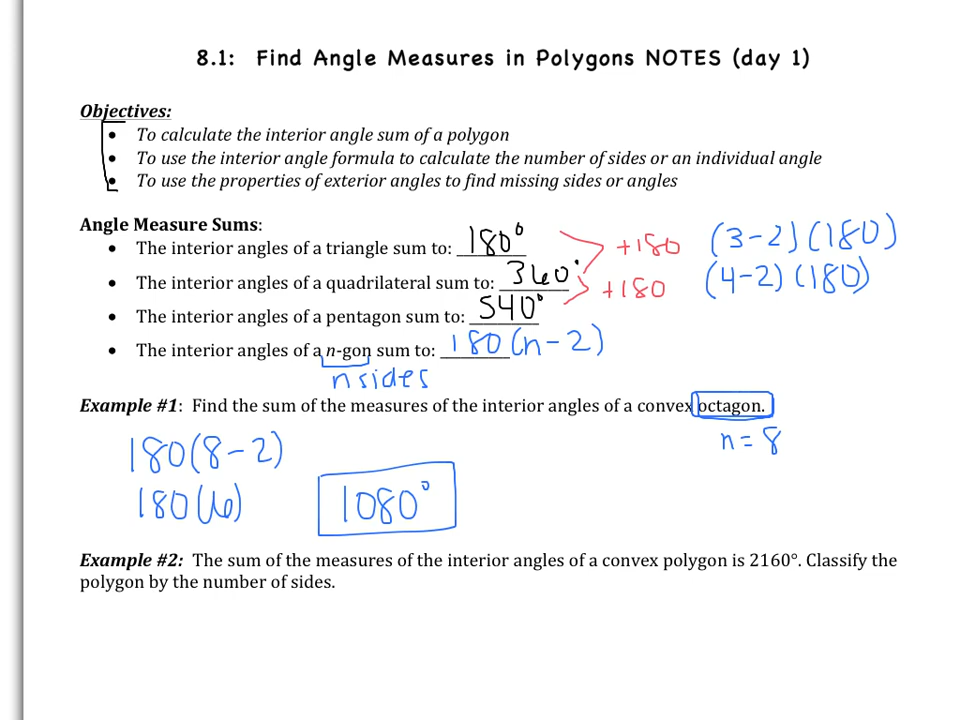 8.1: Find Angle Measures in Polygons NOTES (day 1)
Objectives:
• To calculate the interior angle sum of a polygon
• To use the interior angle formula to calculate the number of sides or an individual angle
• To use the properties of exterior angles to find missing sides or angles
Angle Measure Sums:
• The interior angles of a triangle sum to: 180° +180 (3-2)(180)
• The interior angles of a quadrilateral sum to: 360° +180 (4-2)(180)
• The interior angles of a pentagon sum to: 540°
• The interior angles of a n-gon sum to: 180(n-2)
n sides
Example #1: Find the sum of the measures of the interior angles of a convex octagon.
n = 8
180(8-2)
180(6) 1080°
Example #2: The sum of the measures of the interior angles of a convex polygon is 2160°. Classify the
polygon by the number of sides.